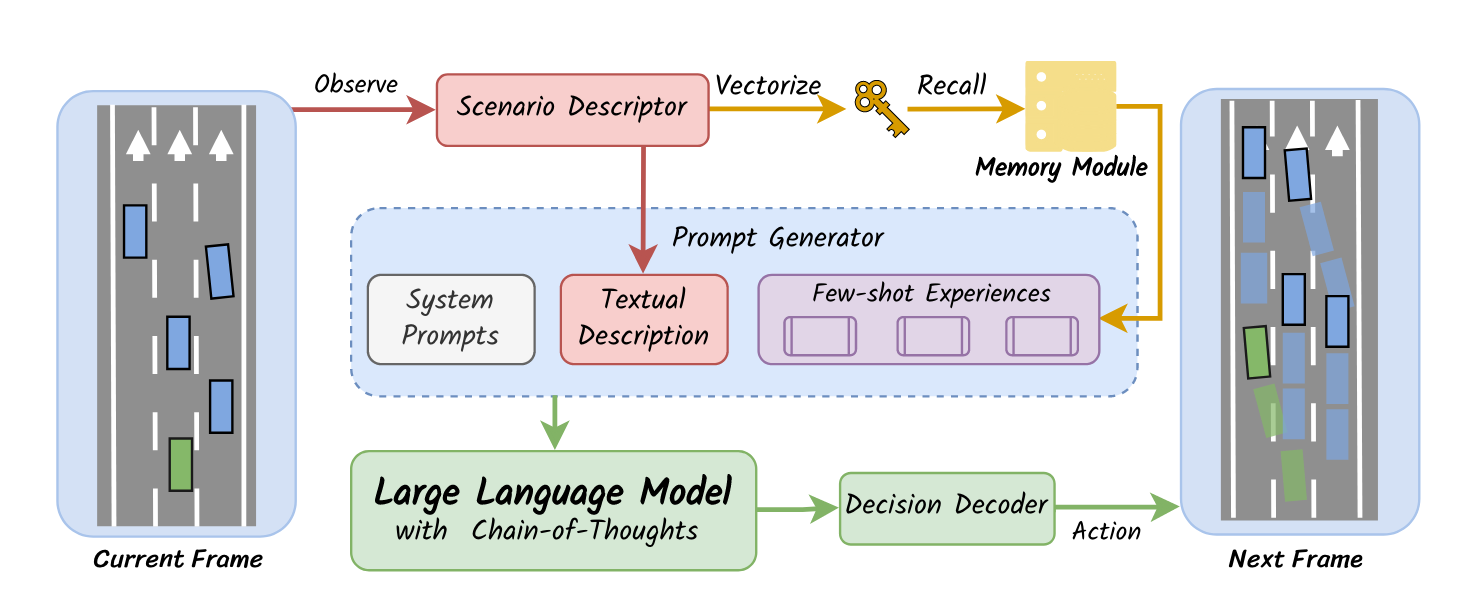 Observe
Scenario Descriptor
Vectorize
Recall
Memory Module
Prompt Generator
System
Prompts
Textual
Description
Few-shot Experiences
Large Language Model
with Chain-of-Thoughts
Decision Decoder
Action
Current Frame
Next Frame